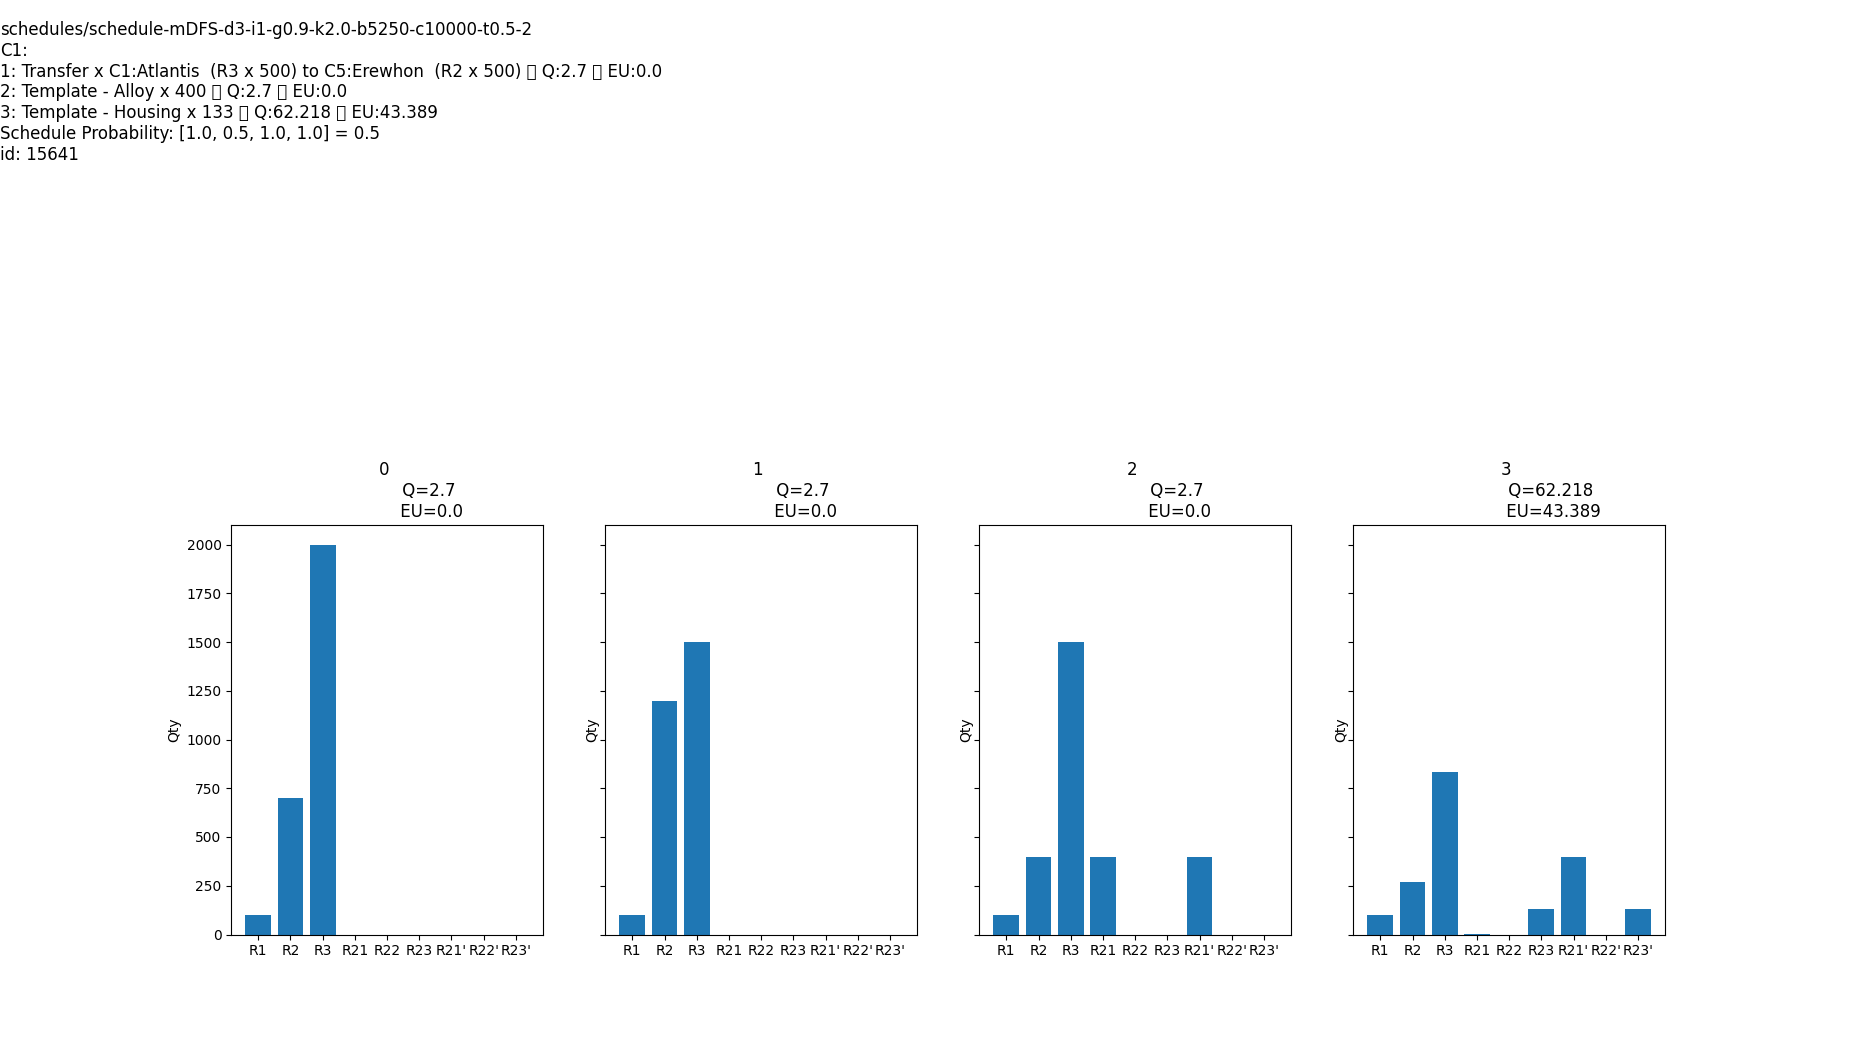 schedules/schedule-mDFS-d3-i1-g0.9-k2.0-b5250-c10000-t0.5-2
C1:
1: Transfer x C1:Atlantis  (R3 x 500) to C5:Erewhon  (R2 x 500) ▯ Q:2.7 ▯ EU:0.0
2: Template - Alloy x 400 ▯ Q:2.7 ▯ EU:0.0
3: Template - Housing x 133 ▯ Q:62.218 ▯ EU:43.389
Schedule Probability: [1.0, 0.5, 1.0, 1.0] = 0.5
id: 15641
0
Q=2.7
EU=0.0
Qty
2000
1750
1500
1250
1000
750
500
250
0
R1 R2 R3 R21 R22 R23 R21' R22' R23'
1
Q=2.7
EU=0.0
Qty
R1 R2 R3 R21 R22 R23 R21' R22' R23'
2
Q=2.7
EU=0.0
Qty
R1 R2 R3 R21 R22 R23 R21' R22' R23'
3
Q=62.218
EU=43.389
Qty
R1 R2 R3 R21 R22 R23 R21' R22' R23'